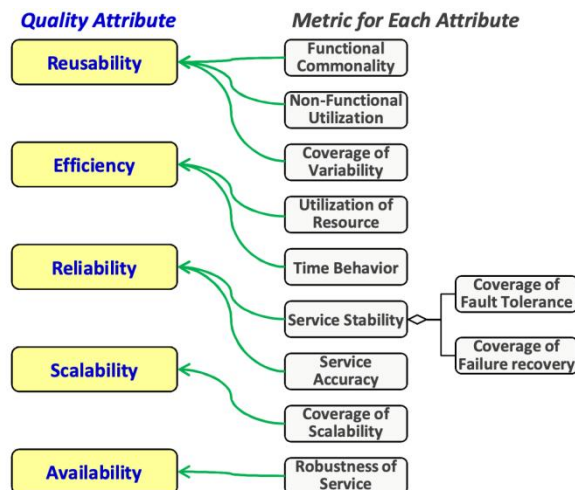 Quality Attribute
Metric for Each Attribute
Reusability
Functional
Commonality
Non-Functional
Utilization
Coverage of
Variability
Efficiency
Utilization of
Resource
Time Behavior
Reliability
Service Stability
Coverage of
Fault Tolerance
Coverage of
Failure recovery
Service
Accuracy
Scalability
Coverage of
Scalability
Availability
Robustness of
Service